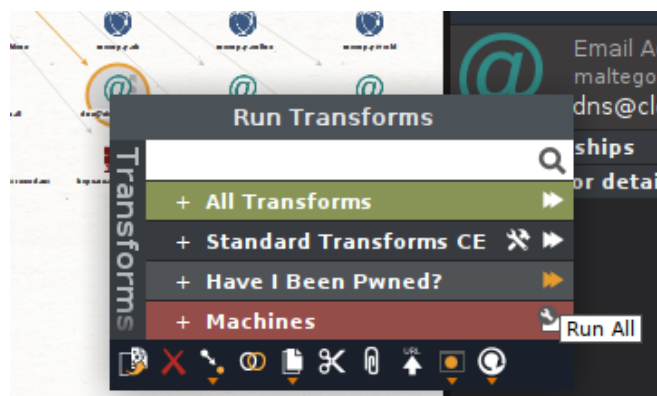 Email A
maltego
dns@cl
ships
or detai
Run Transforms
Transforms
+ All Transforms
+ Standard Transforms CE
+ Have I Been Pwned?
+ Machines
Run All
URL